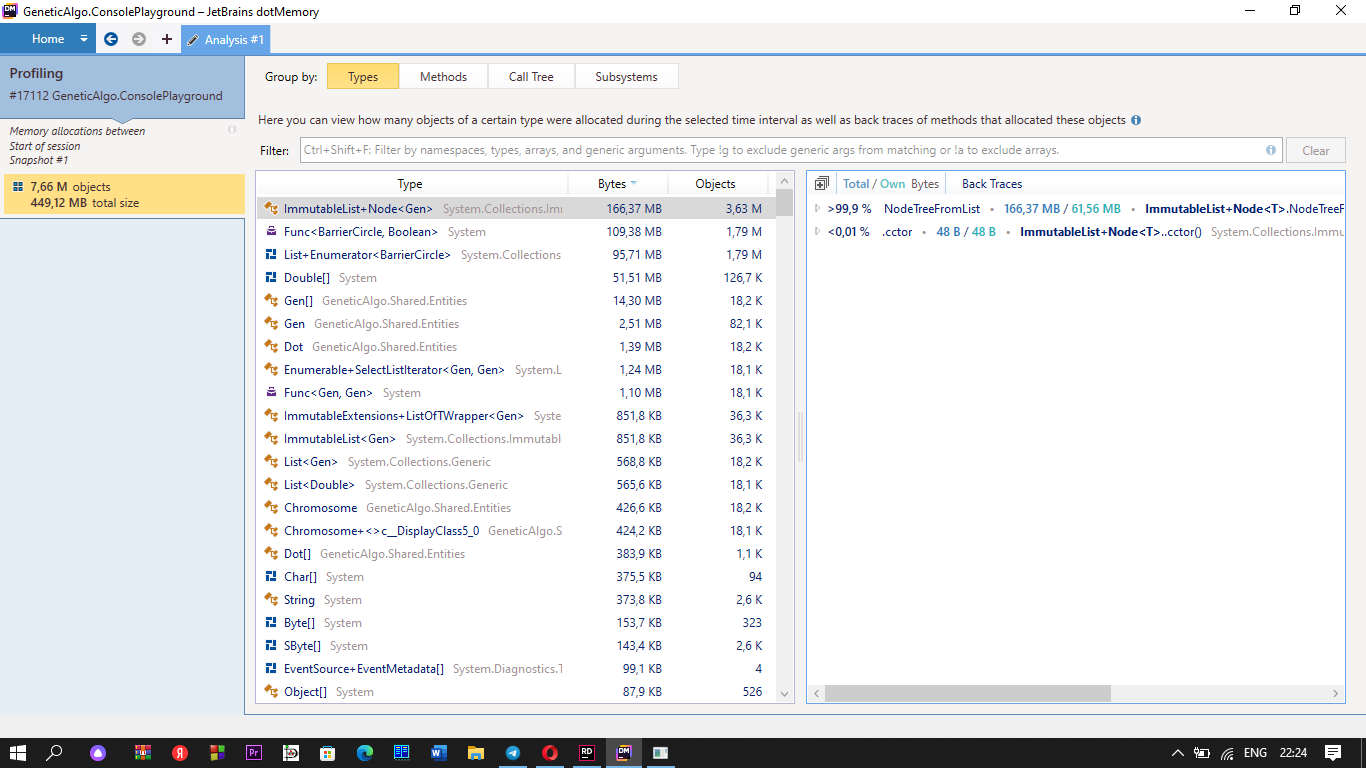 GeneticAlgo.ConsolePlayground – JetBrains dotMemory
Home
Analysis #1
Profiling
#17112 GeneticAlgo.ConsolePlayground
Memory allocations between
Start of session
Snapshot #1
7,66 M objects
449,12 MB total size
Group by: Types Methods Call Tree Subsystems
Here you can view how many objects of a certain type were allocated during the selected time interval as well as back traces of methods that allocated these objects
Filter: Ctrl+Shift+F: Filter by namespaces, types, arrays, and generic arguments. Type !g to exclude generic args from matching or !a to exclude arrays. Clear
Type Bytes Objects
ImmutableList+Node<Gen> System.Collections.Imm 166,37 MB 3,63 M
Func<BarrierCircle, Boolean> System 109,38 MB 1,79 M
List+Enumerator<BarrierCircle> System.Collections 95,71 MB 1,79 M
Double[] System 51,51 MB 126,7 K
Gen[] GeneticAlgo.Shared.Entities 14,30 MB 18,2 K
Gen GeneticAlgo.Shared.Entities 2,51 MB 82,1 K
Dot GeneticAlgo.Shared.Entities 1,39 MB 18,2 K
Enumerable+SelectListIterator<Gen, Gen> System.L 1,24 MB 18,1 K
Func<Gen, Gen> System 1,10 MB 18,1 K
ImmutableExtensions+ListOfTWrapper<Gen> Syste 851,8 KB 36,3 K
ImmutableList<Gen> System.Collections.Immutabl 851,8 KB 36,3 K
List<Gen> System.Collections.Generic 568,8 KB 18,2 K
List<Double> System.Collections.Generic 565,6 KB 18,1 K
Chromosome GeneticAlgo.Shared.Entities 426,6 KB 18,2 K
Chromosome+<>c__DisplayClass5_0 GeneticAlgo.S 424,2 KB 18,1 K
Dot[] GeneticAlgo.Shared.Entities 383,9 KB 1,1 K
Char[] System 375,5 KB 94
String System 373,8 KB 2,6 K
Byte[] System 153,7 KB 323
SByte[] System 143,4 KB 2,6 K
EventSource+EventMetadata[] System.Diagnostics.T 99,1 KB 4
Object[] System 87,9 KB 526
Total / Own Bytes Back Traces
>99,9 % NodeTreeFromList • 166,37 MB / 61,56 MB • ImmutableList+Node<T>.NodeTreeF
<0,01 % .cctor • 48 B / 48 B • ImmutableList+Node<T>..cctor() System.Collections.Immu
ENG 22:24